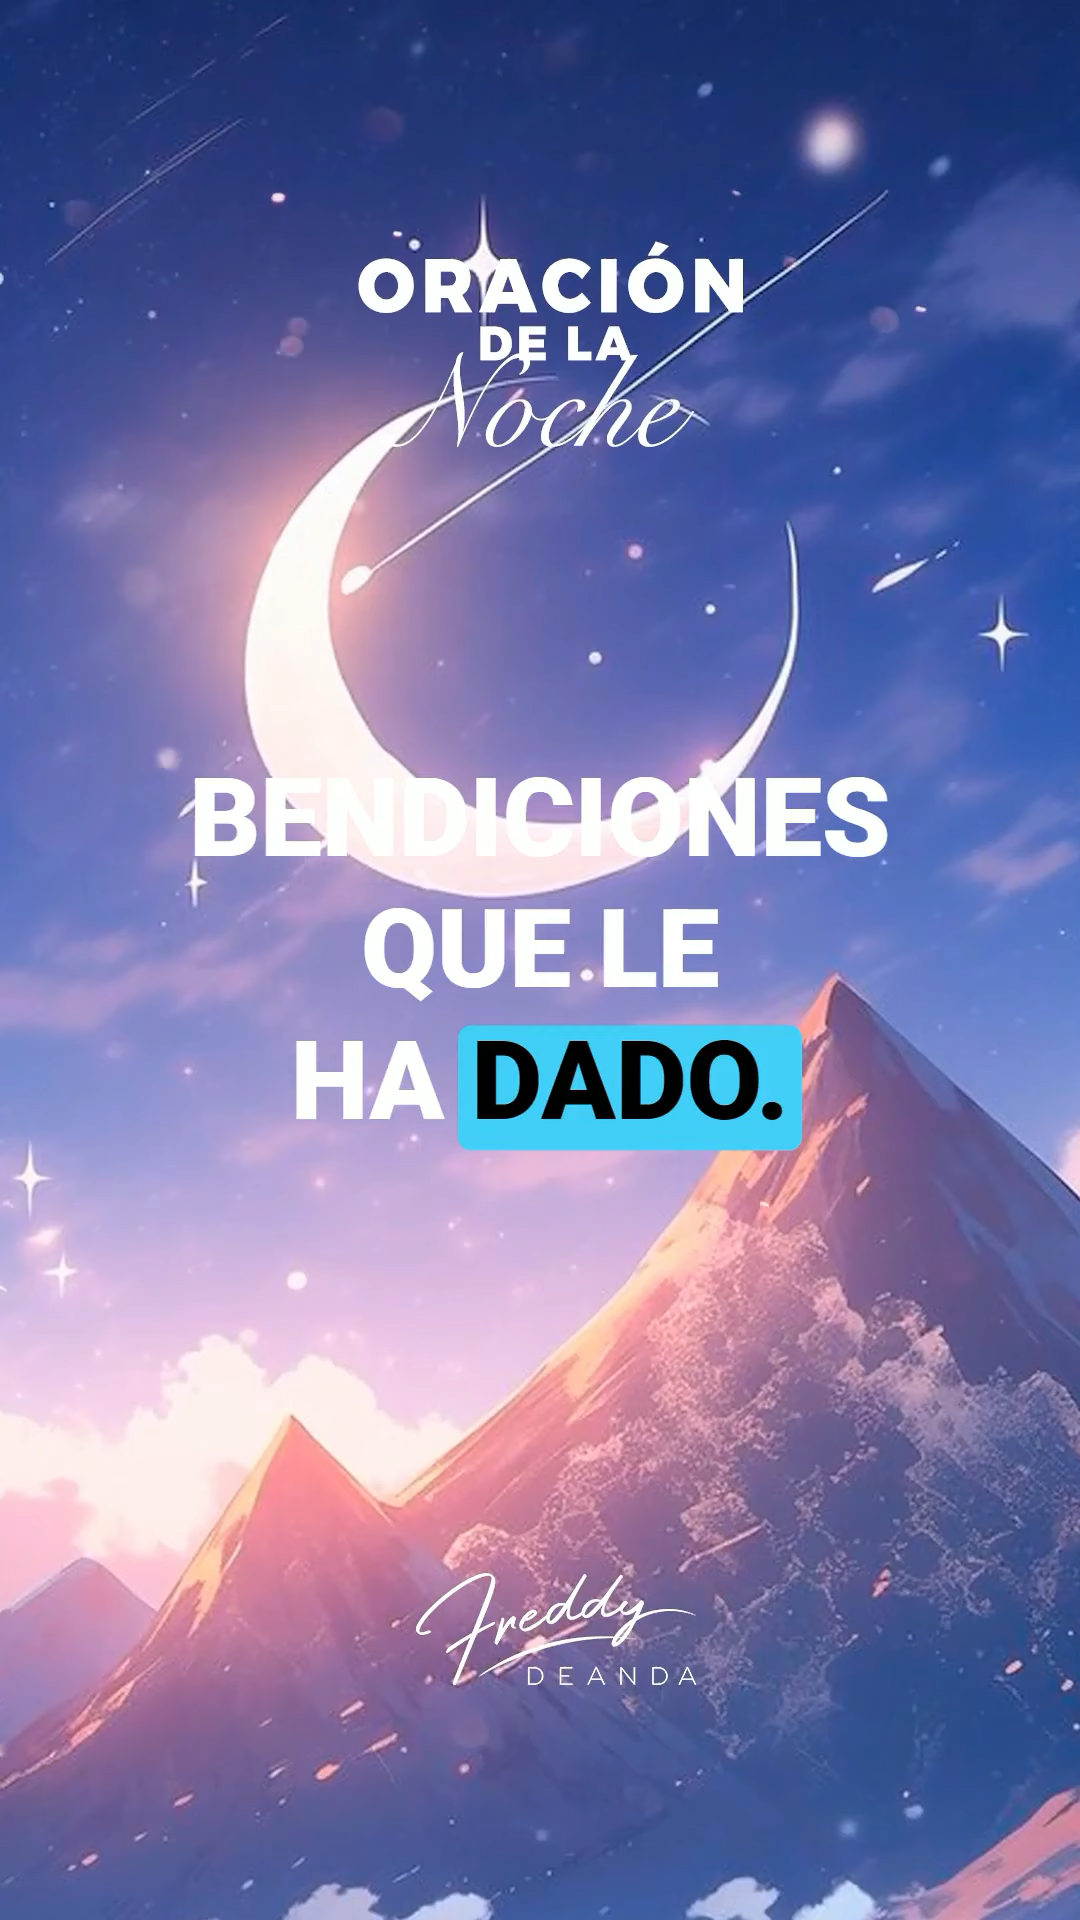 ORACIÓN
DE LA
Noche
BENDICIONES
QUE LE
HA DADO.
Freddy
DEANDA